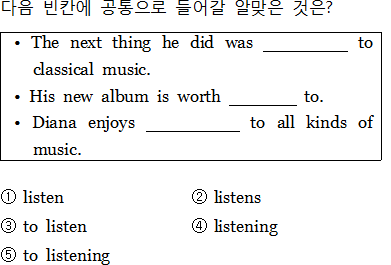 다음 빈칸에 공통으로 들어갈 알맞은 것은?
• The next thing he did was __________ to
classical music.
• His new album is worth ________ to.
• Diana enjoys ___________ to all kinds of
music.
① listen ② listens
③ to listen ④ listening
⑤ to listening